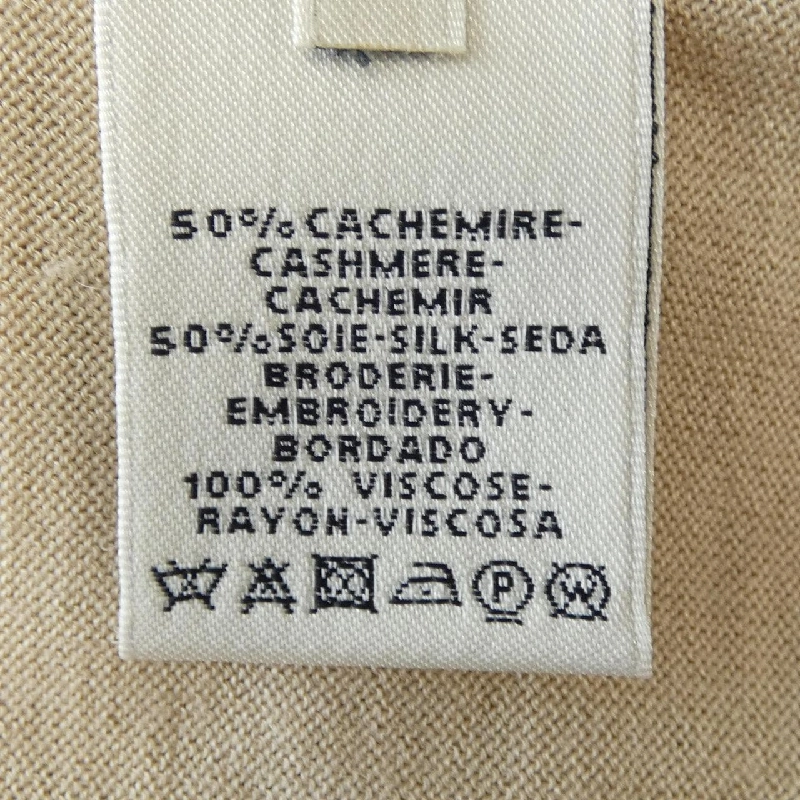 50% CACHEMIRE-
CASHMERE-
CACHEMIR
50% SOIE-SILK-SEDA
BRODERIE-
EMBROIDERY-
BORDADO
100% VISCOSE-
RAYON-VISCOSA
P W